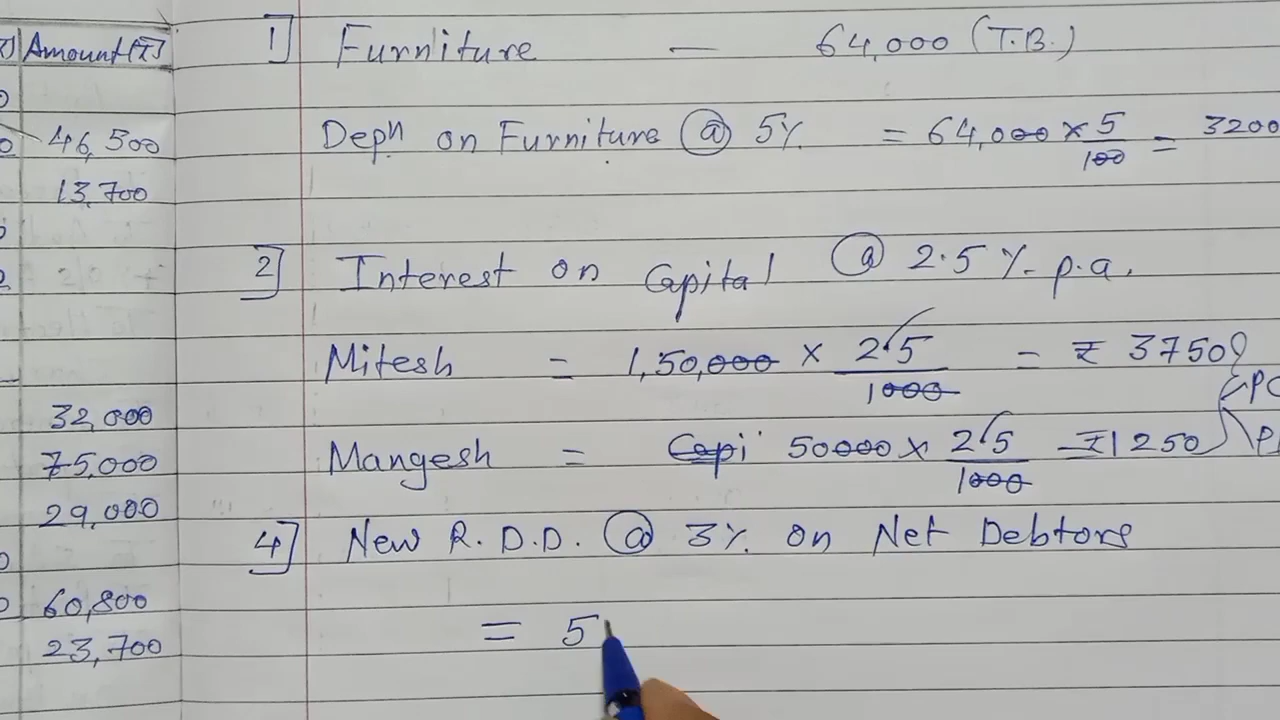 Amount(₹)
46,500
13,700
32,000
75,000
29,000
60,800
23,700
1] Furniture — 64,000 (T.B.)
Depⁿ on Furniture @ 5% = 64,000 × 5/100 = 3200
2] Interest on Capital @ 2.5 % p.a.
Mitesh = 1,50,000 × 2.5/1000 = ₹ 3750
Mangesh = Capi 50000 × 2.5/1000 = ₹1250
4] New R.D.D. @ 3% on Net Debtors
= 5